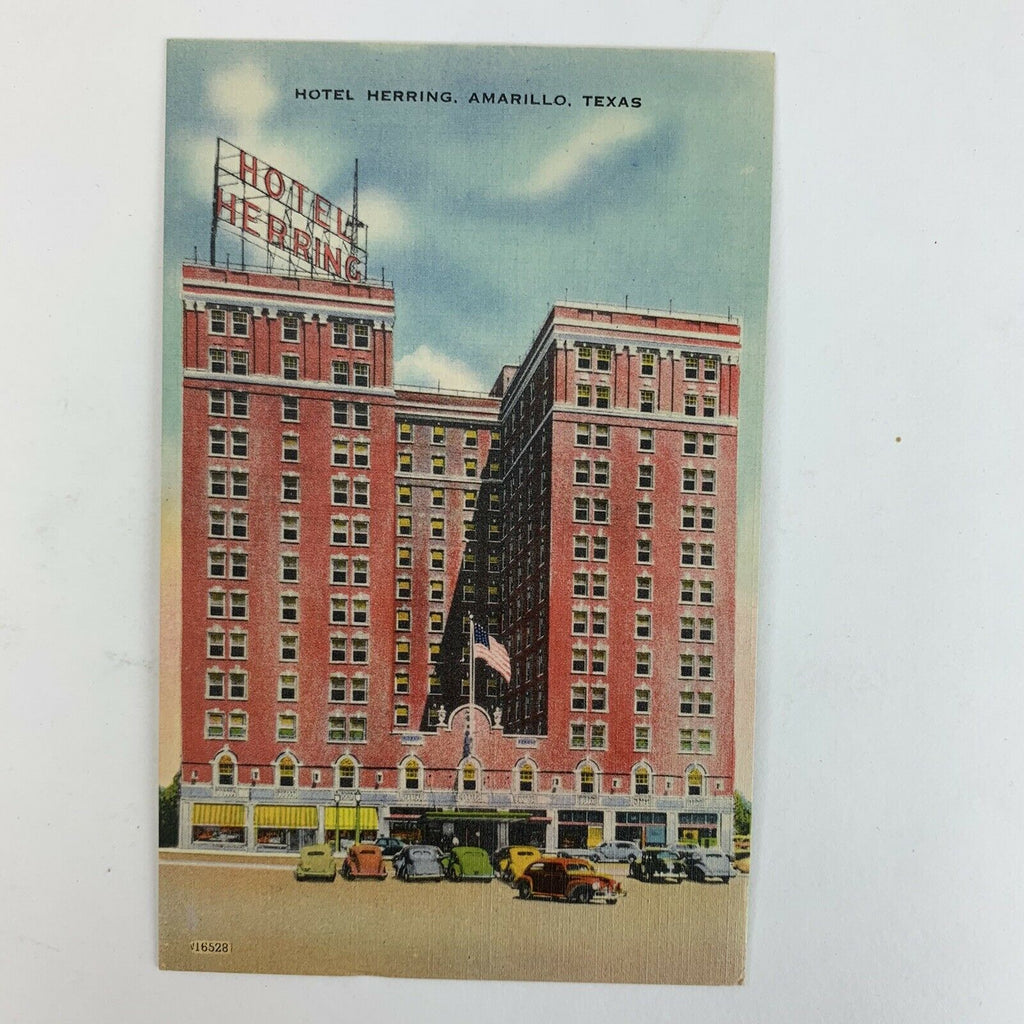 HOTEL HERRING, AMARILLO, TEXAS
HOTEL
HERRING
16528